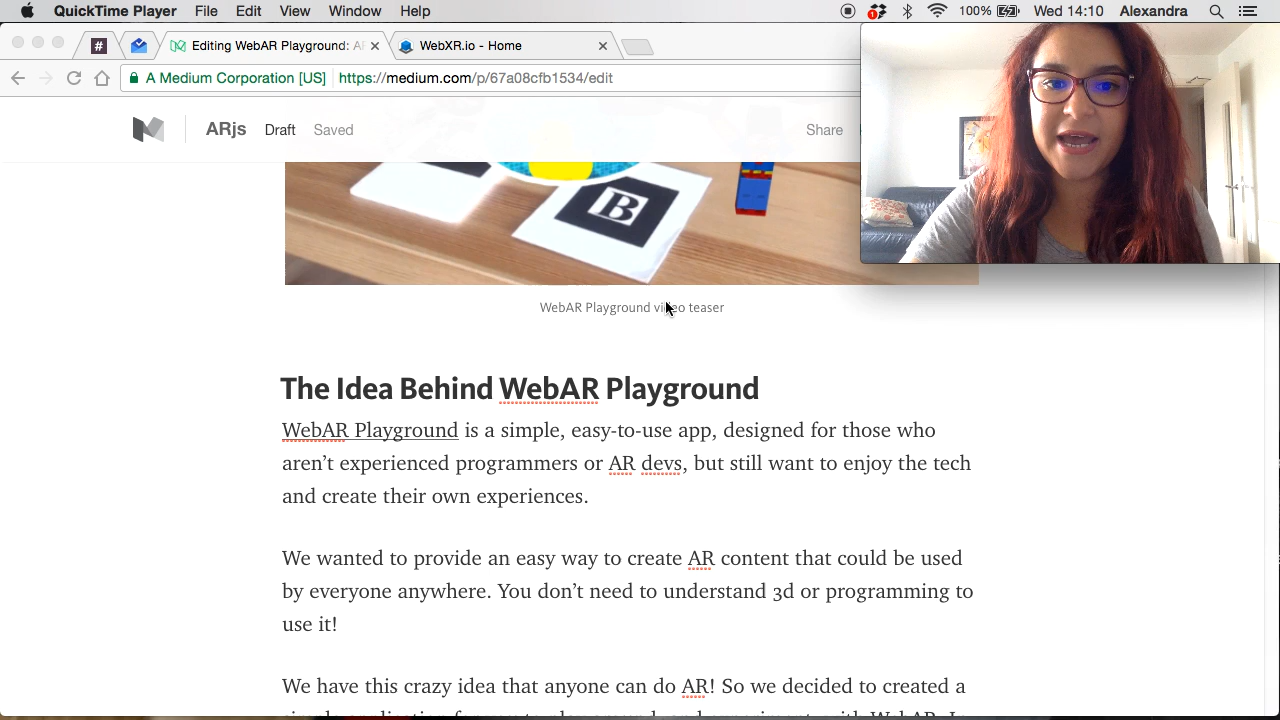 QuickTime Player File Edit View Window Help 1 100% Wed 14:10 Alexandra
# Editing WebAR Playground: A × WebXR.io - Home ×
A Medium Corporation [US] https://medium.com/p/67a08cfb1534/edit
ARjs Draft Saved Share
B
WebAR Playground video teaser
The Idea Behind WebAR Playground
WebAR Playground is a simple, easy-to-use app, designed for those who
aren’t experienced programmers or AR devs, but still want to enjoy the tech
and create their own experiences.
We wanted to provide an easy way to create AR content that could be used
by everyone anywhere. You don’t need to understand 3d or programming to
use it!
We have this crazy idea that anyone can do AR! So we decided to created a